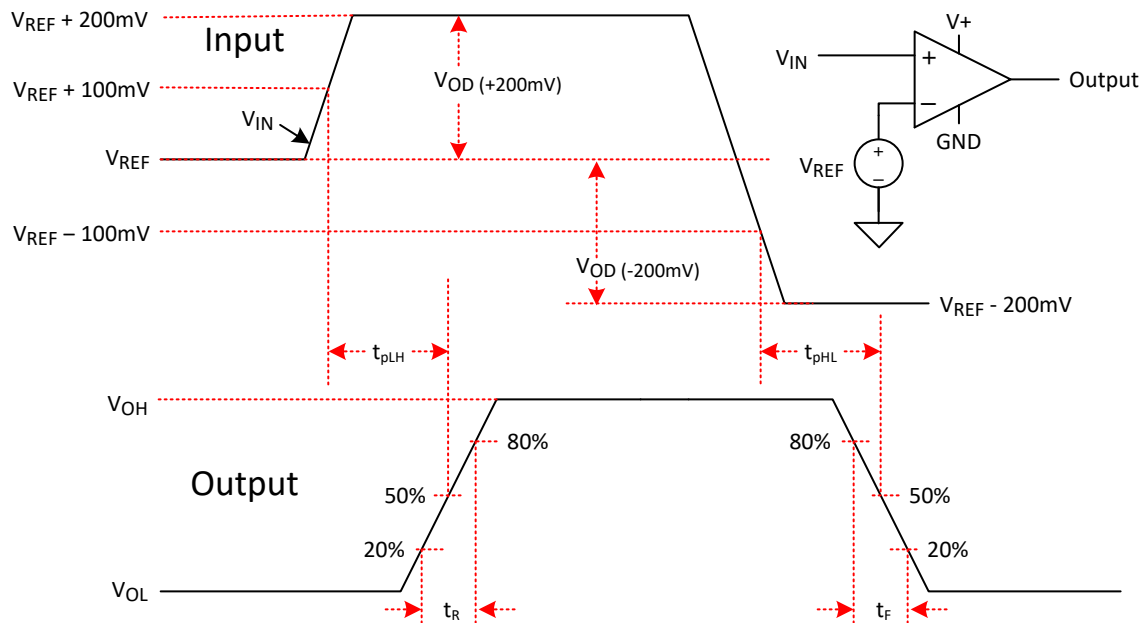 VREF + 200mV
Input
V+
VIN
+
Output
VOD (+200mV)
VREF + 100mV
−
VIN
GND
VREF
VREF
+
−
VREF – 100mV
VOD (-200mV)
VREF - 200mV
tpLH
tpHL
VOH
80%
80%
Output
50%
50%
20%
20%
VOL
tR
tF